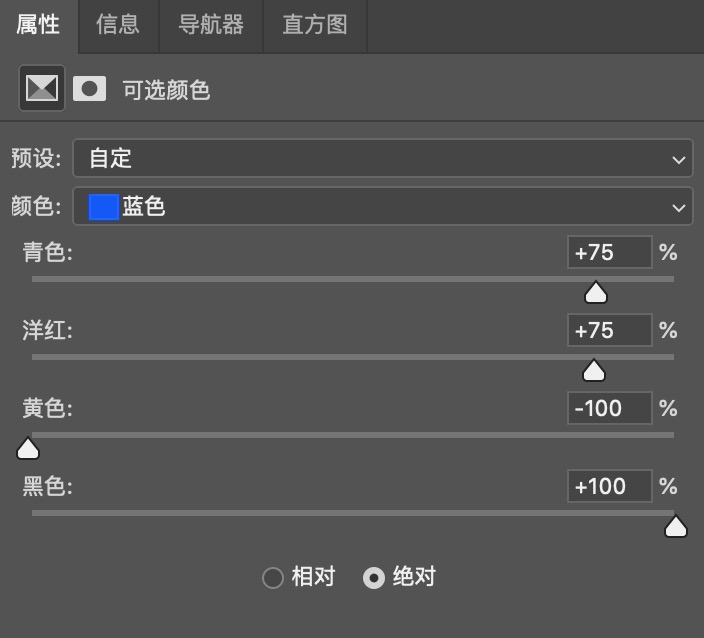 属性 信息 导航器 直方图
可选颜色
预设: 自定
颜色: 蓝色
青色: +75 %
洋红: +75 %
黄色: -100 %
黑色: +100 %
相对 绝对